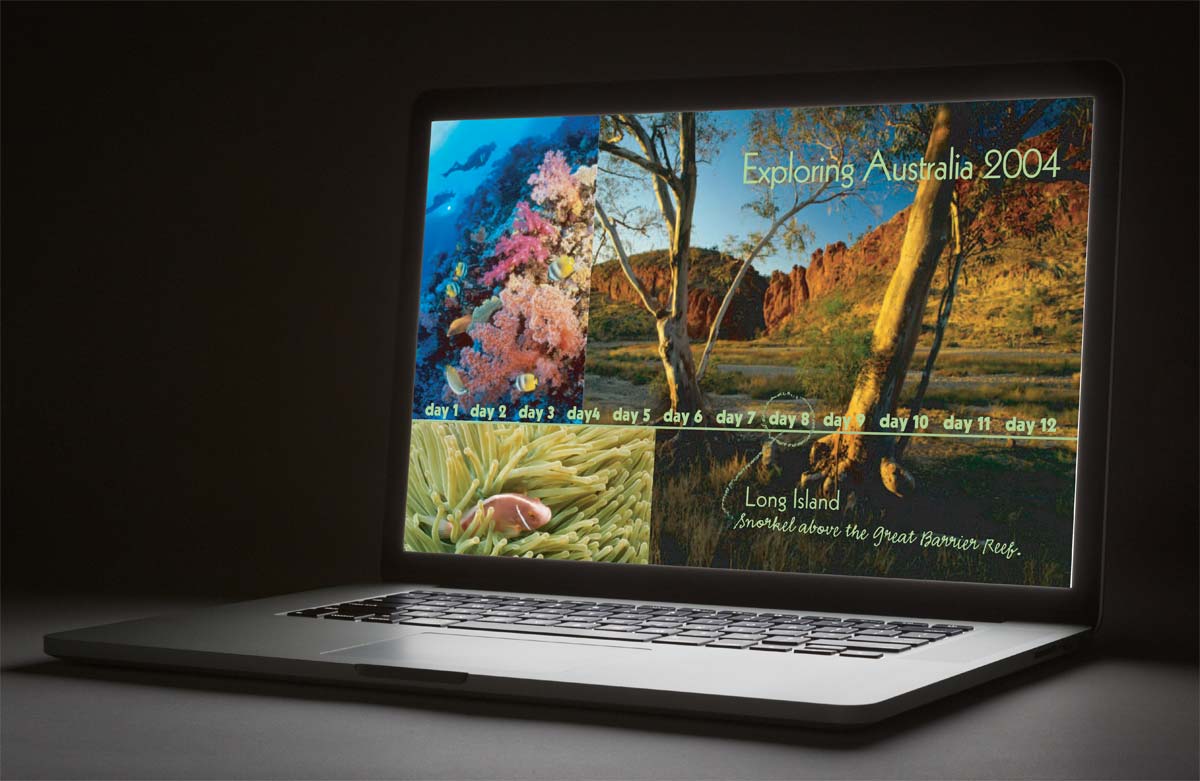 Exploring Australia 2004
day 1 day 2 day 3 day4 day 5 day 6 day 7 day 8 day 9 day 10 day 11 day 12
Long Island
Snorkel above the Great Barrier Reef.